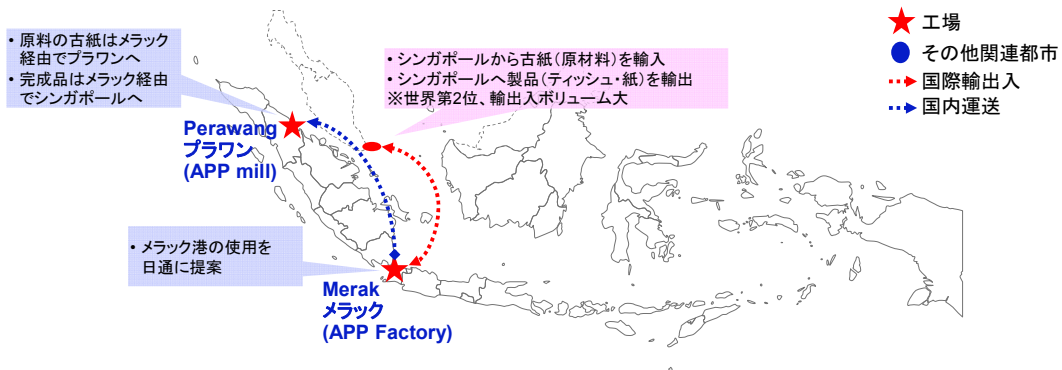 • 原料の古紙はメラック
経由でプラワンへ
• 完成品はメラック経由
でシンガポールへ
• シンガポールから古紙（原材料）を輸入
• シンガポールへ製品（ティッシュ・紙）を輸出
※世界第2位、輸出入ボリューム大
工場
その他関連都市
国際輸出入
国内運送
Perawang
プラワン
(APP mill)
• メラック港の使用を
日通に提案
Merak
メラック
(APP Factory)